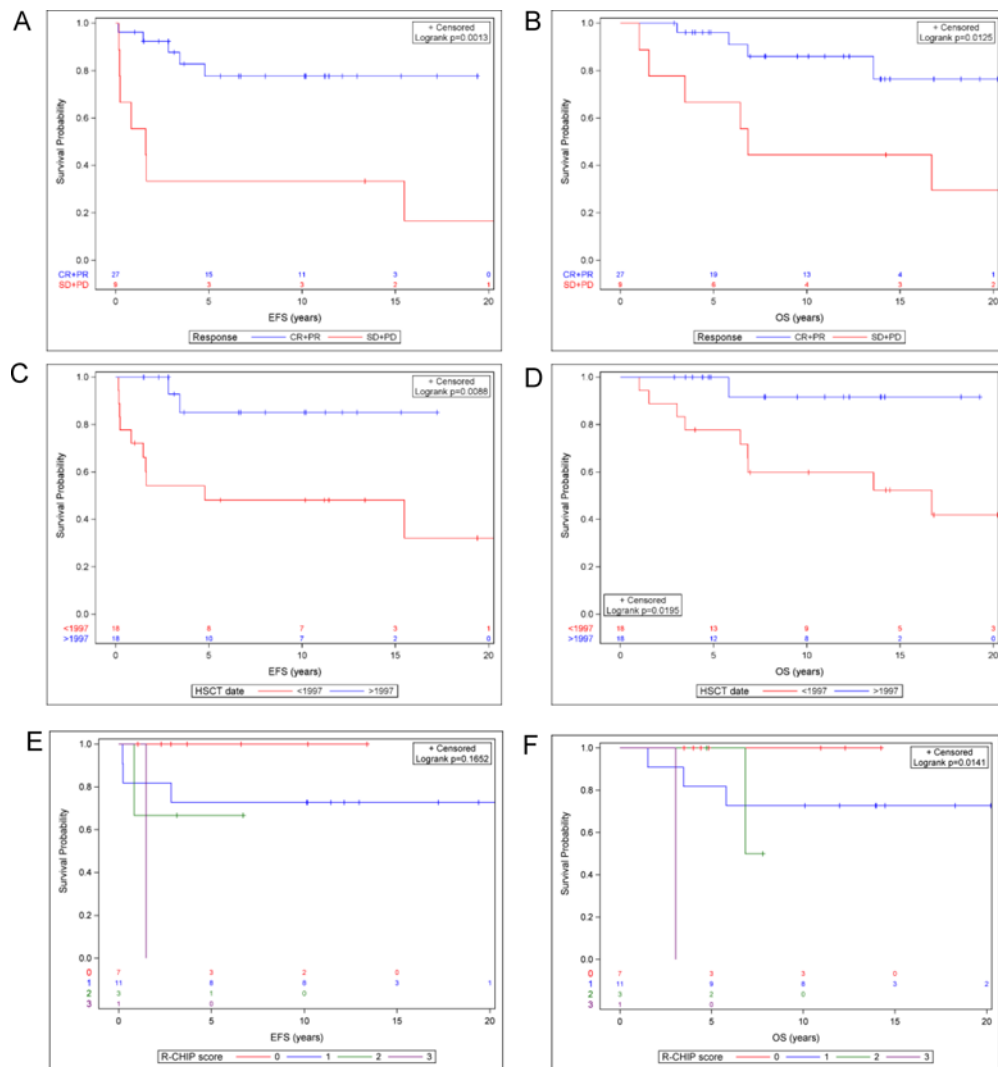 A
+ Censored
Logrank p=0.0013
Survival Probability
1.0
0.8
0.6
0.4
0.2
0.0
CR+PR 27 15 11 3 0
SD+PD 3 3 2 1
0 5 10 15 20
EFS (years)
Response CR+PR SD+PD
B
+ Censored
Logrank p=0.0125
Survival Probability
1.0
0.8
0.6
0.4
0.2
0.0
CR+PR 27 19 13 4 1
SD+PD 6 4 3 2
0 5 10 15 20
OS (years)
Response CR+PR SD+PD
C
+ Censored
Logrank p=0.0088
Survival Probability
1.0
0.8
0.6
0.4
0.2
0.0
<1997 18 8 7 3 1
>1997 18 10 7 2 0
0 5 10 15 20
EFS (years)
HSCT date <1997 >1997
D
Survival Probability
1.0
0.8
0.6
0.4
0.2
0.0
+ Censored
Logrank p=0.0195
<1997 18 13 9 5 3
>1997 18 12 8 2 0
0 5 10 15 20
OS (years)
HSCT date <1997 >1997
E
+ Censored
Logrank p=0.1652
Survival Probability
1.0
0.8
0.6
0.4
0.2
0.0
0 7 3 2 0
1 11 8 8 3 1
2 3 1 0
3 1 0
0 5 10 15 20
EFS (years)
R-CHIP score 0 1 2 3
F
+ Censored
Logrank p=0.0141
Survival Probability
1.0
0.8
0.6
0.4
0.2
0.0
0 7 3 3 0
1 11 9 8 3 2
2 3 2 0
3 1 0
0 5 10 15 20
OS (years)
R-CHIP score 0 1 2 3